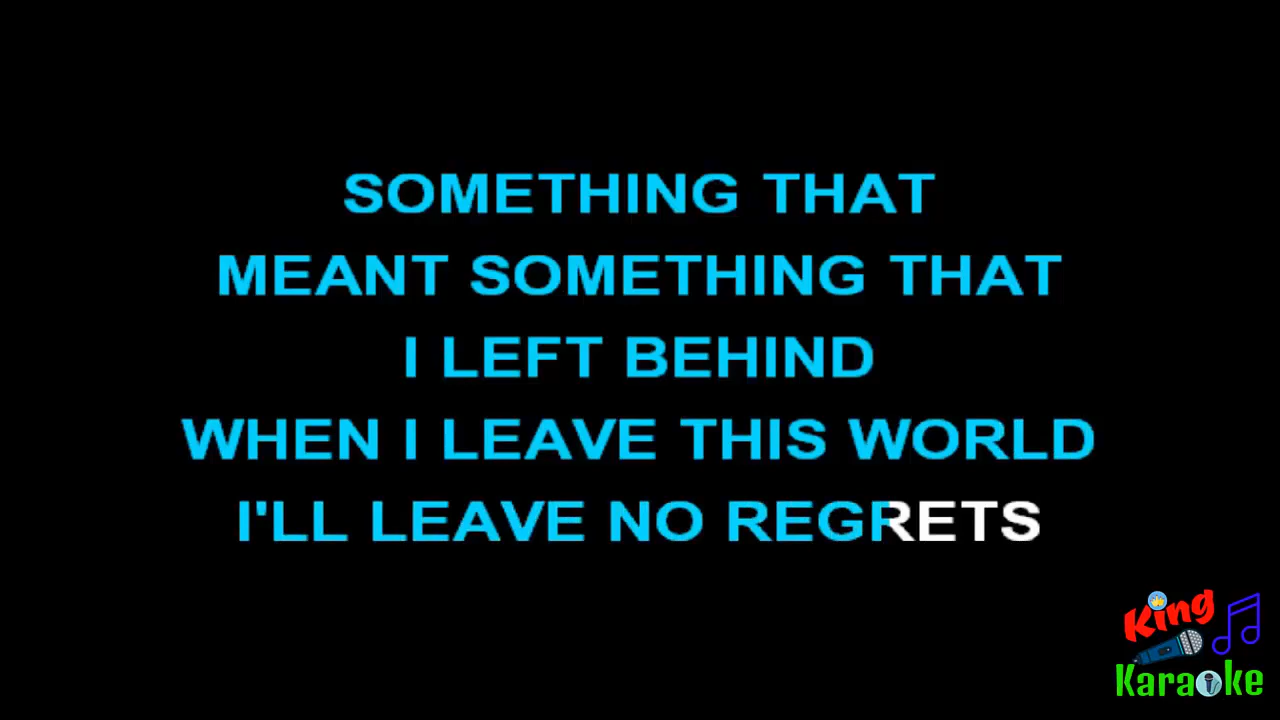 SOMETHING THAT
MEANT SOMETHING THAT
I LEFT BEHIND
WHEN I LEAVE THIS WORLD
I'LL LEAVE NO REGRETS
King
Karaoke